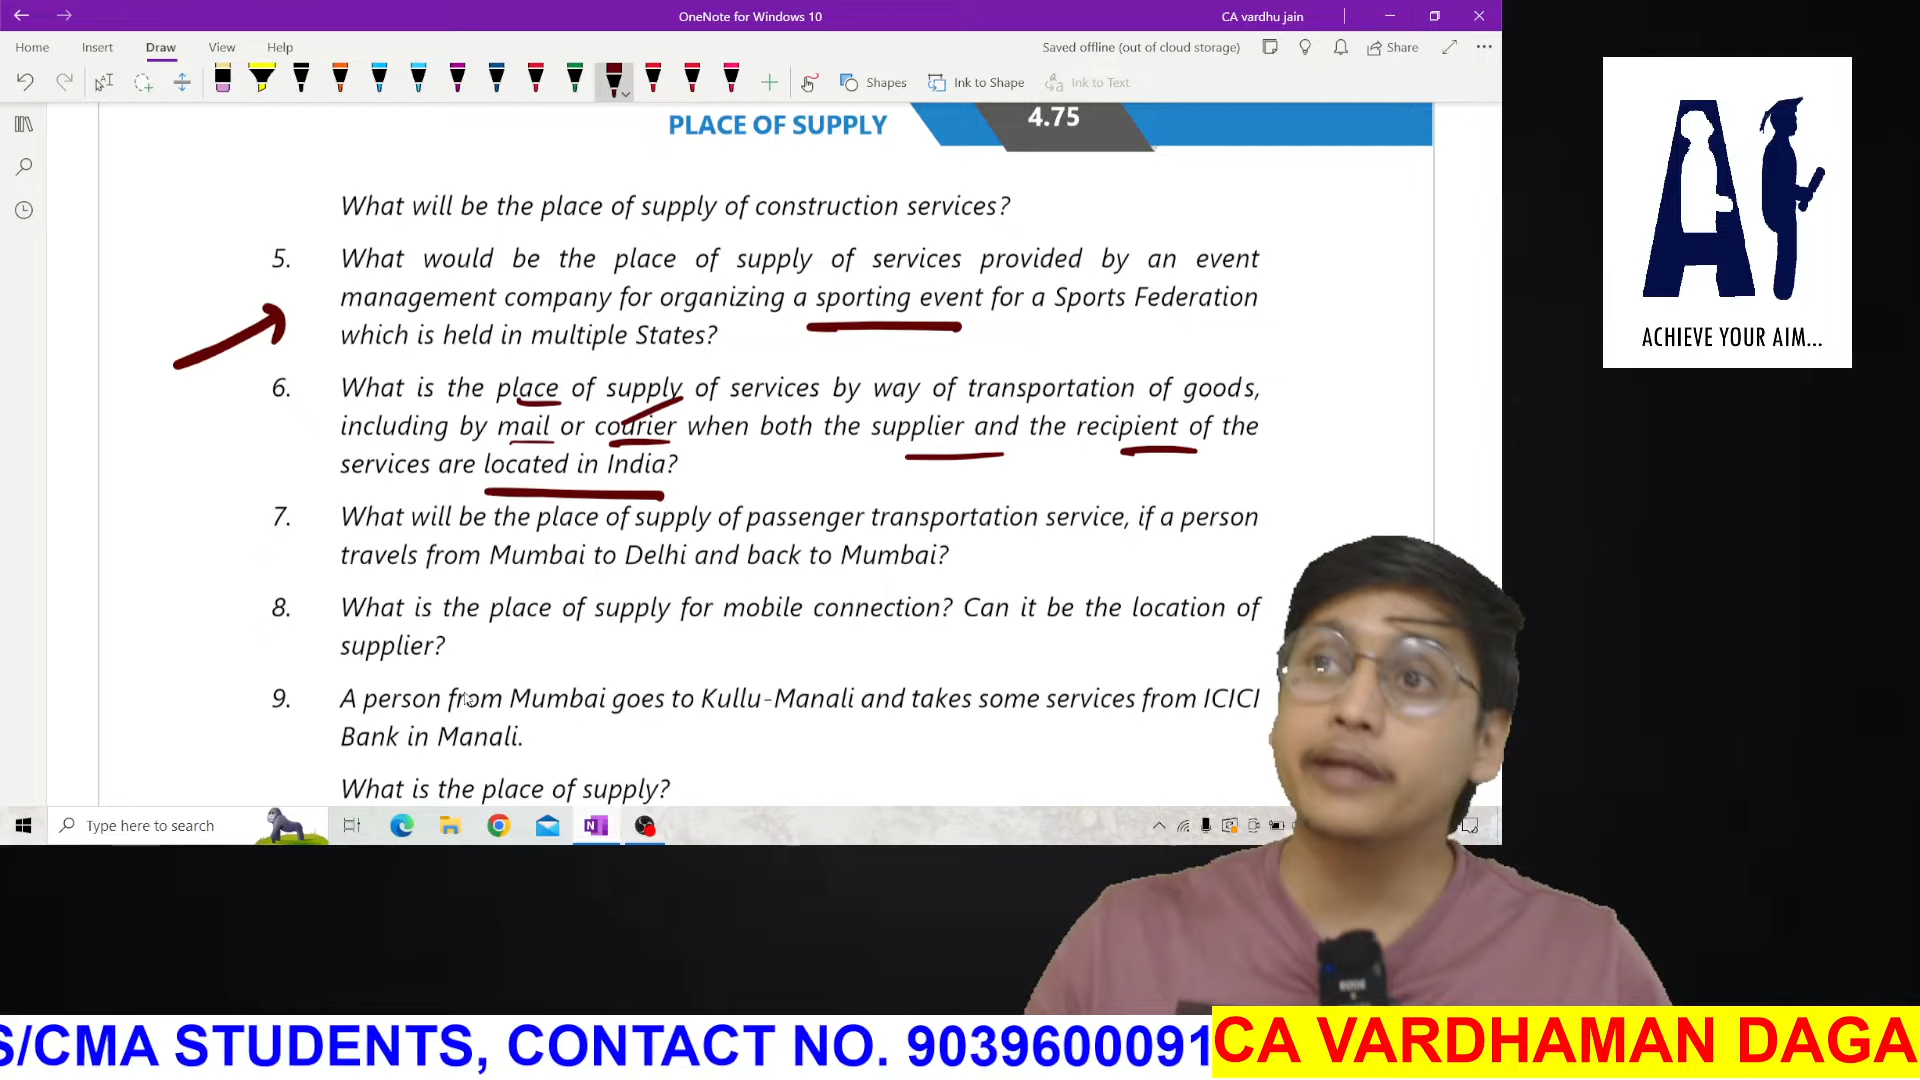 OneNote for Windows 10
CA vardhu jain
Home Insert Draw View Help
Saved offline (out of cloud storage)
Share
Shapes
Ink to Shape
Ink to Text
PLACE OF SUPPLY
4.75
What will be the place of supply of construction services?
5. What would be the place of supply of services provided by an event
management company for organizing a sporting event for a Sports Federation
which is held in multiple States?
6. What is the place of supply of services by way of transportation of goods,
including by mail or courier when both the supplier and the recipient of the
services are located in India?
7. What will be the place of supply of passenger transportation service, if a person
travels from Mumbai to Delhi and back to Mumbai?
8. What is the place of supply for mobile connection? Can it be the location of
supplier?
9. A person from Mumbai goes to Kullu-Manali and takes some services from ICICI
Bank in Manali.
What is the place of supply?
Type here to search
ACHIEVE YOUR AIM...
S/CMA STUDENTS, CONTACT NO. 9039600091
CA VARDHAMAN DAGA